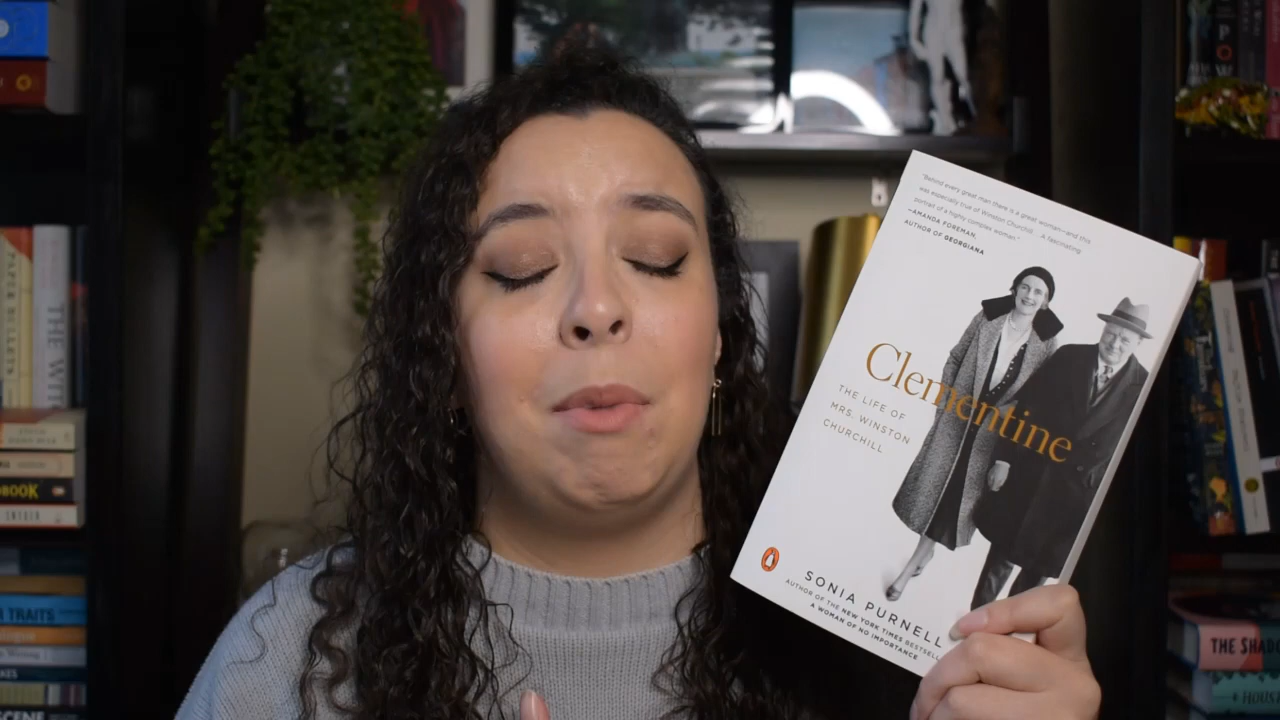 "Behind every great man there is a great woman—and this
was especially true of Winston Churchill . . . A fascinating
portrait of a highly complex woman."
—AMANDA FOREMAN,
AUTHOR OF GEORGIANA
Clementine
THE LIFE OF
MRS. WINSTON
CHURCHILL
SONIA PURNELL
AUTHOR OF THE NEW YORK TIMES
A WOMAN OF NO IMPORTANCE
THE SHADO
TRAITS